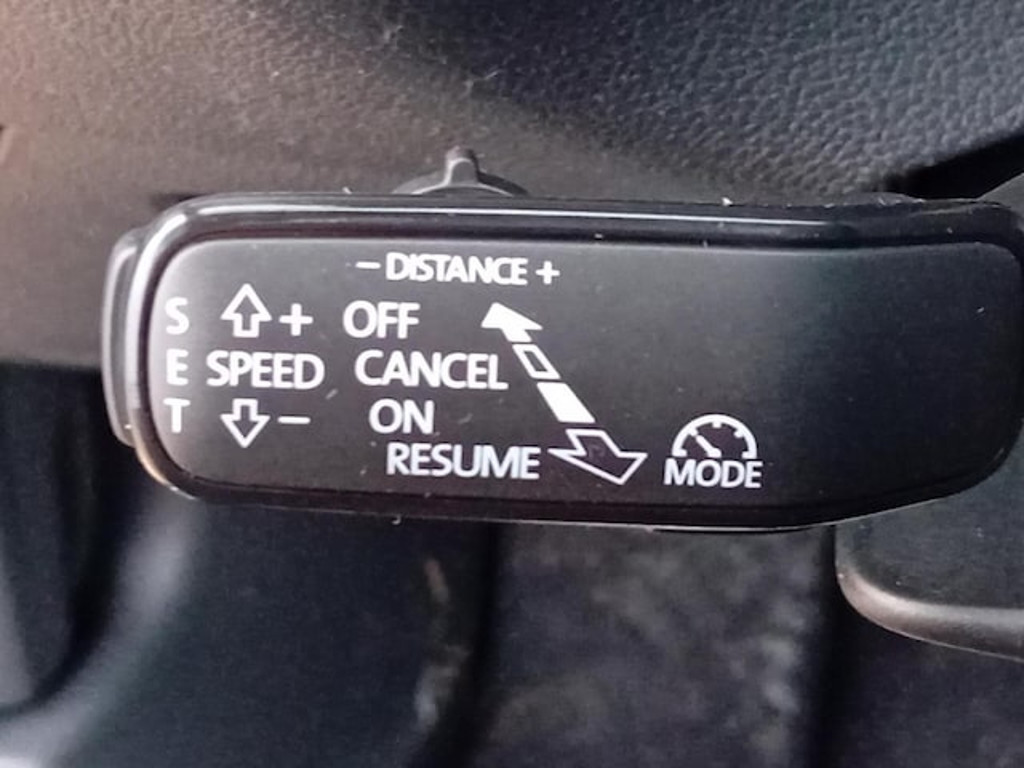 - DISTANCE +
S + OFF
E SPEED CANCEL
T - ON
RESUME
MODE